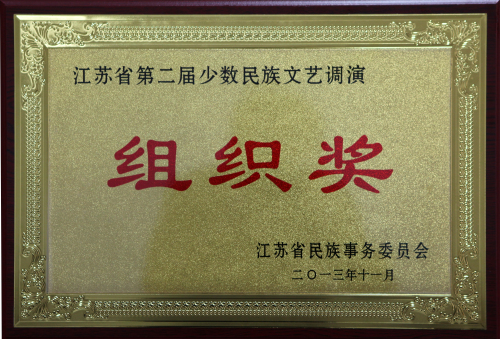 江苏省第二届少数民族文艺调演
组织奖
江苏省民族事务委员会
二〇一三年十一月